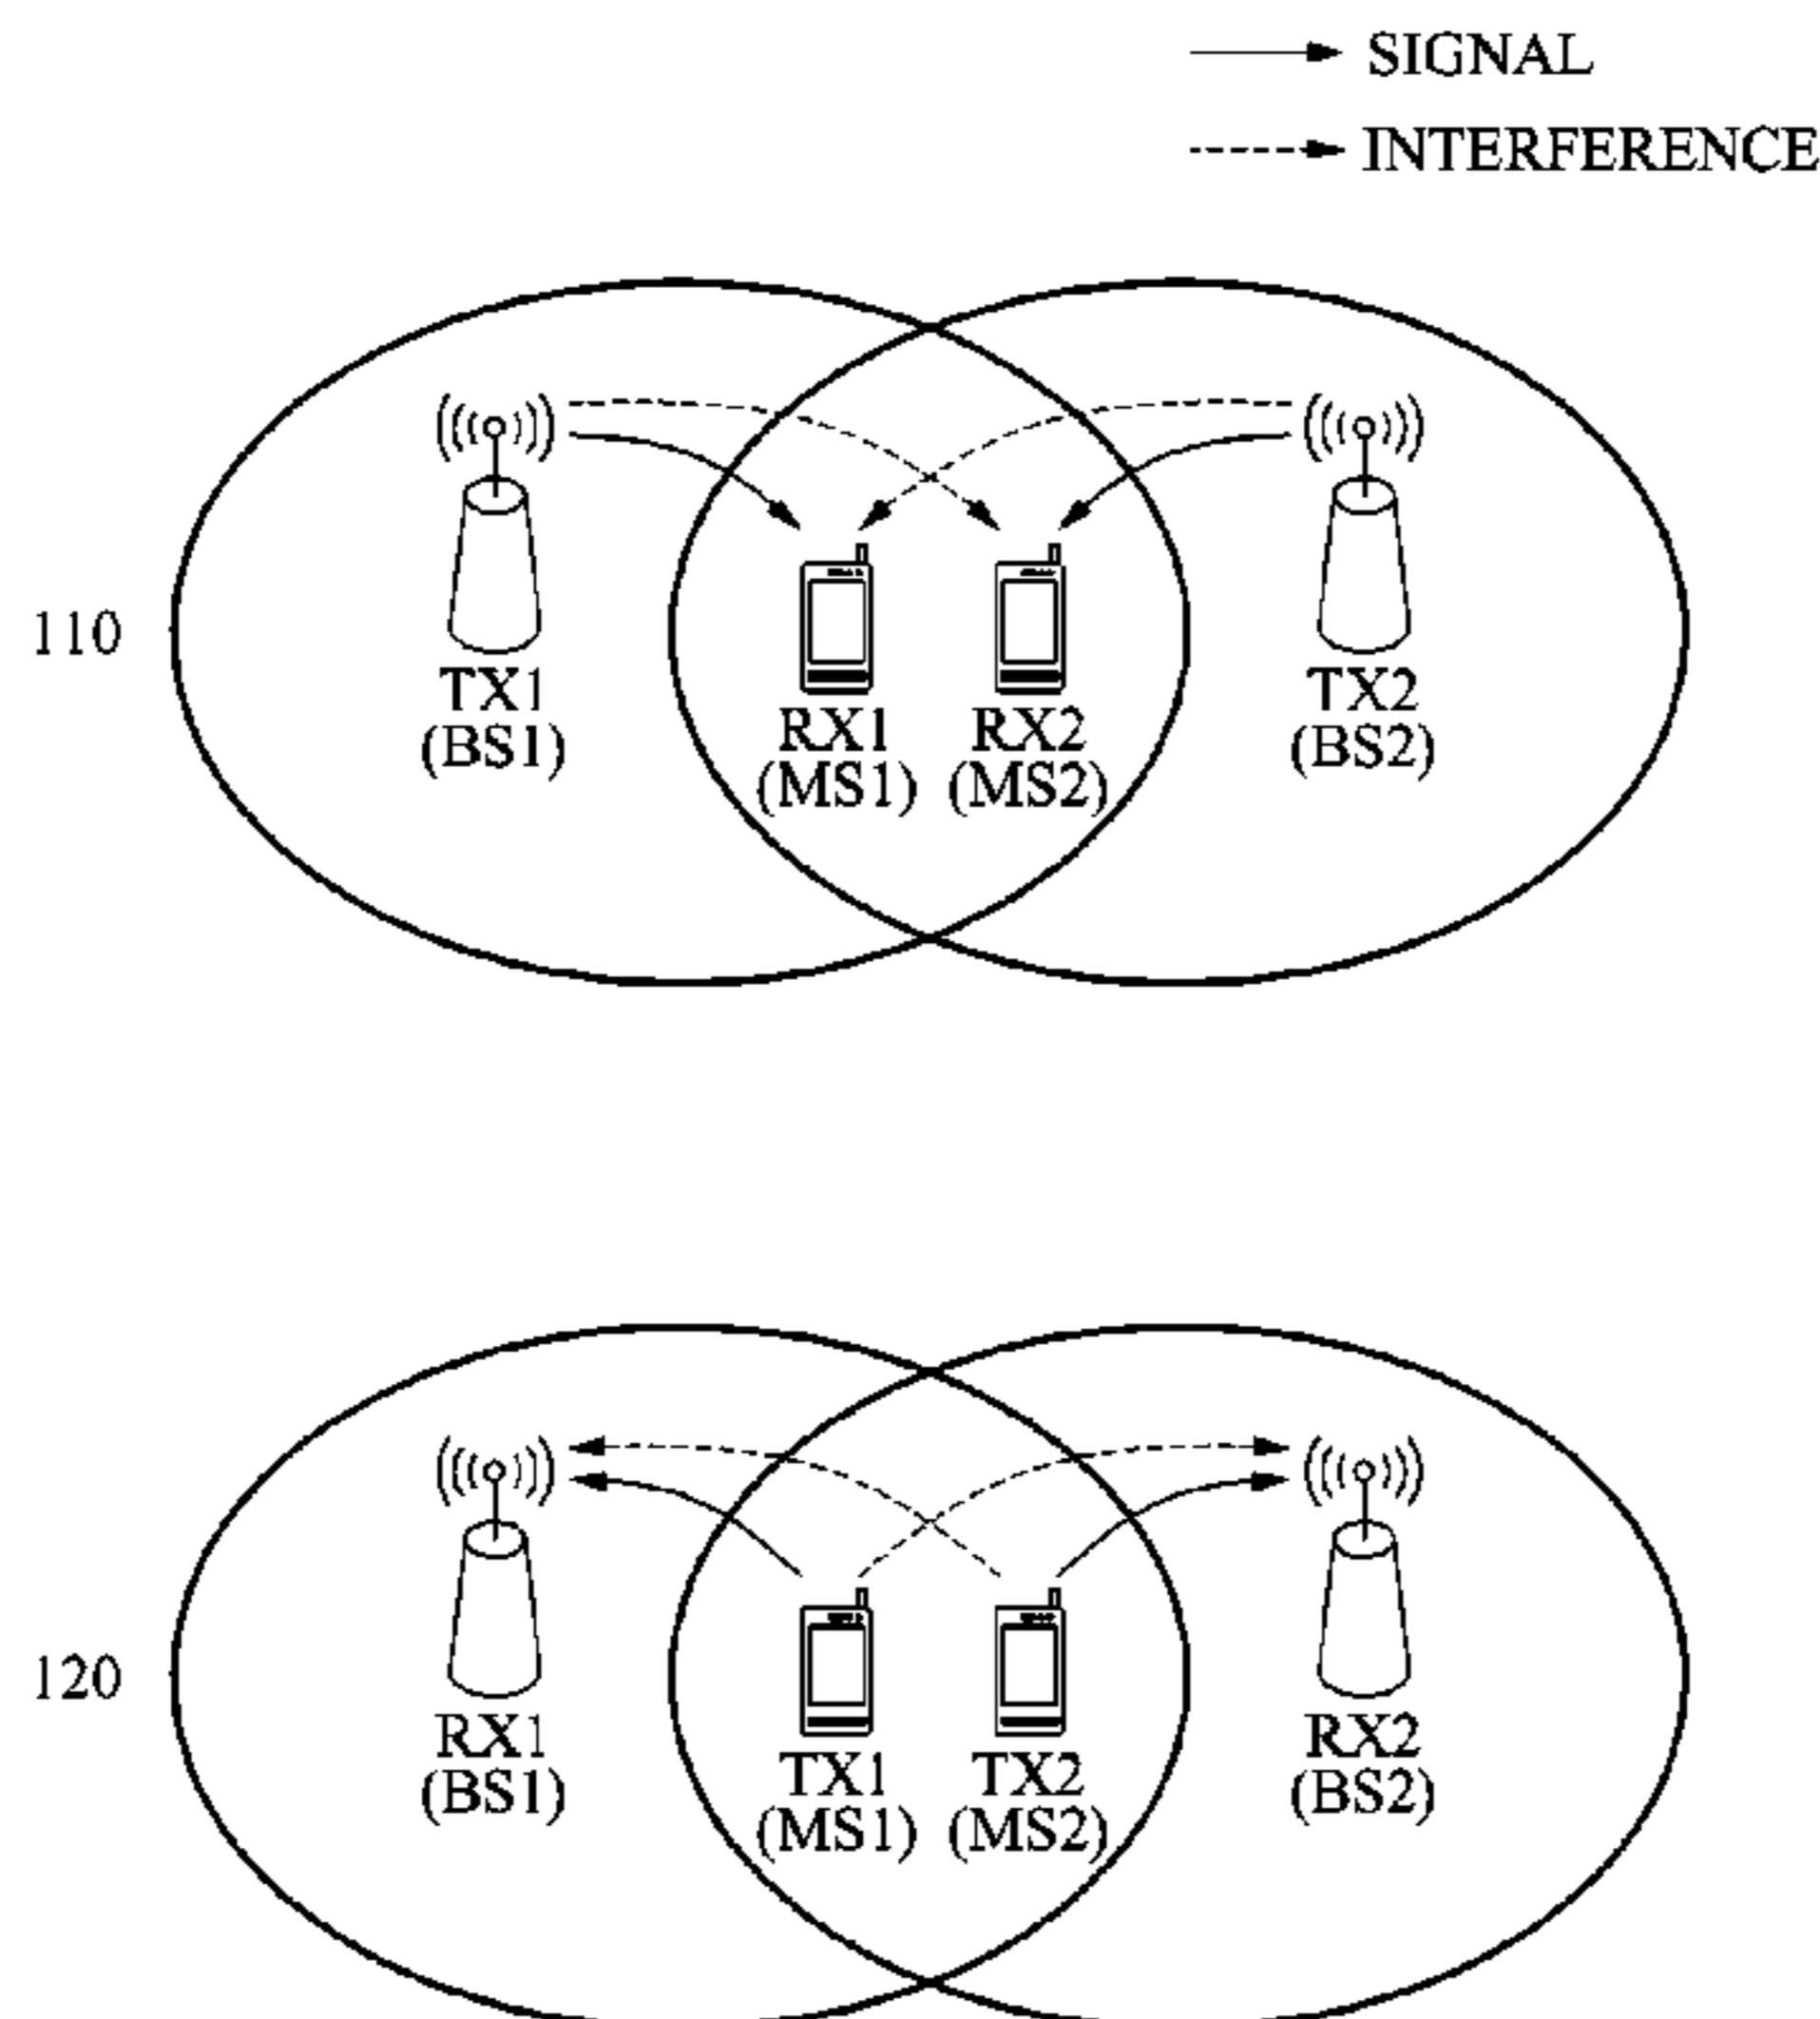 SIGNAL
INTERFERENCE
110
TX1
(BS1)
RX1
(MS1)
RX2
(MS2)
TX2
(BS2)
120
RX1
(BS1)
TX1
(MS1)
TX2
(MS2)
RX2
(BS2)